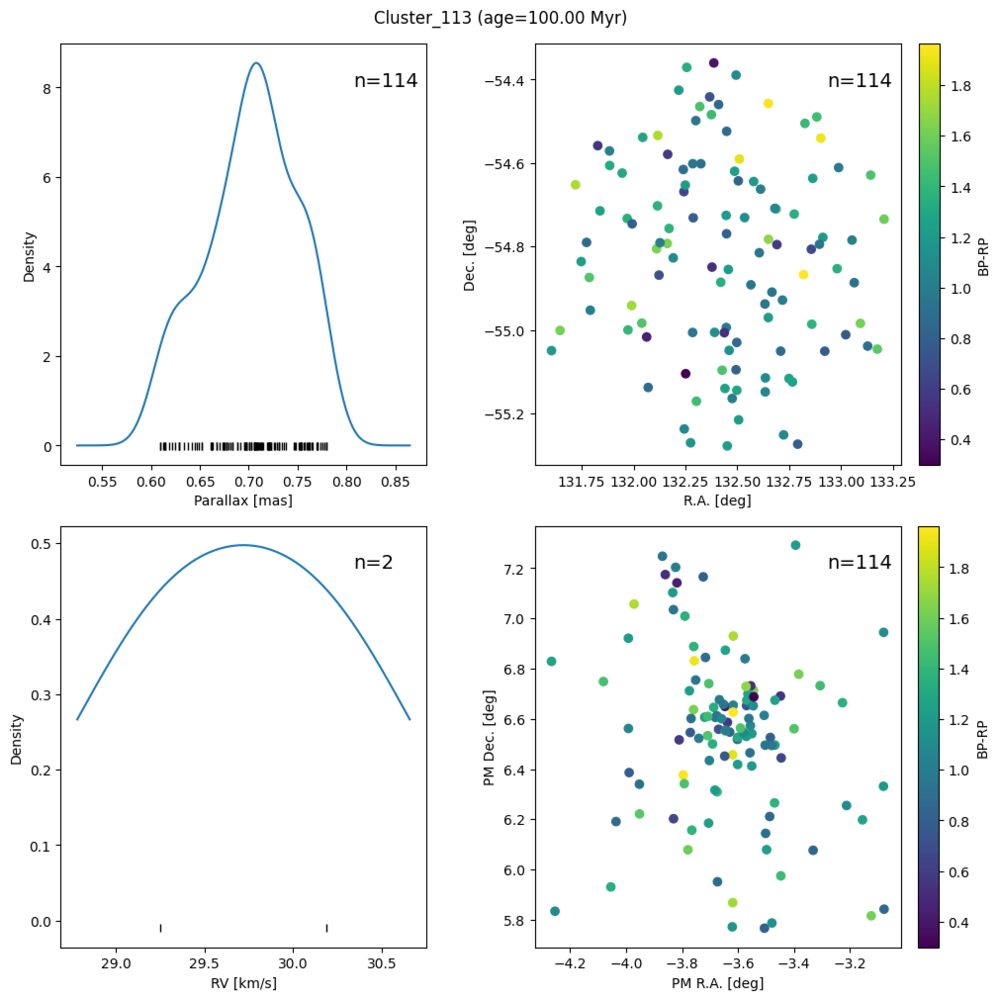 Cluster_113 (age=100.00 Myr)
n=114
8
6
4
2
0
Density
0.55 0.60 0.65 0.70 0.75 0.80 0.85
Parallax [mas]
n=114
−54.4
−54.6
−54.8
−55.0
−55.2
Dec. [deg]
131.75 132.00 132.25 132.50 132.75 133.00 133.25
R.A. [deg]
1.8
1.6
1.4
1.2
1.0
0.8
0.6
0.4
BP-RP
n=2
0.5
0.4
0.3
0.2
0.1
0.0
Density
29.0 29.5 30.0 30.5
RV [km/s]
n=114
7.2
7.0
6.8
6.6
6.4
6.2
6.0
5.8
PM Dec. [deg]
−4.2 −4.0 −3.8 −3.6 −3.4 −3.2
PM R.A. [deg]
1.8
1.6
1.4
1.2
1.0
0.8
0.6
0.4
BP-RP